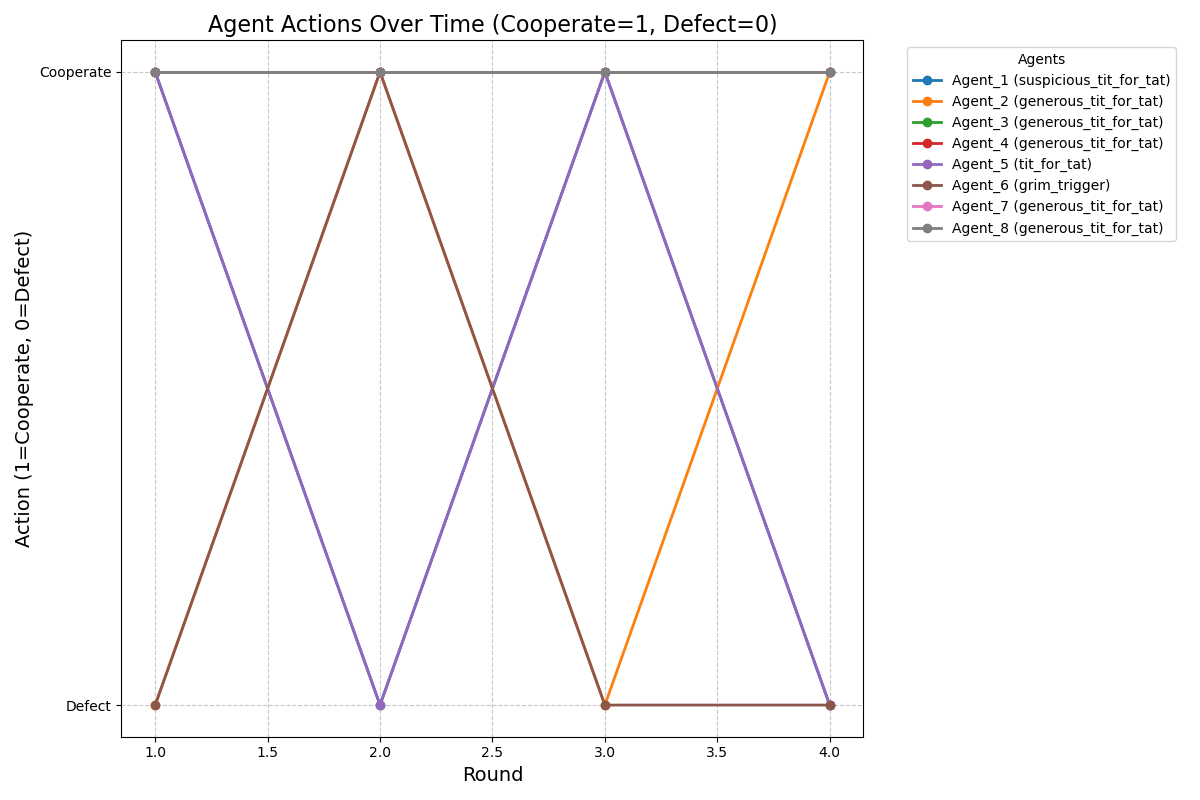 Agent Actions Over Time (Cooperate=1, Defect=0)
Agents
Agent_1 (suspicious_tit_for_tat)
Agent_2 (generous_tit_for_tat)
Agent_3 (generous_tit_for_tat)
Agent_4 (generous_tit_for_tat)
Agent_5 (tit_for_tat)
Agent_6 (grim_trigger)
Agent_7 (generous_tit_for_tat)
Agent_8 (generous_tit_for_tat)
Action (1=Cooperate, 0=Defect)
Cooperate
Defect
1.0 1.5 2.0 2.5 3.0 3.5 4.0
Round